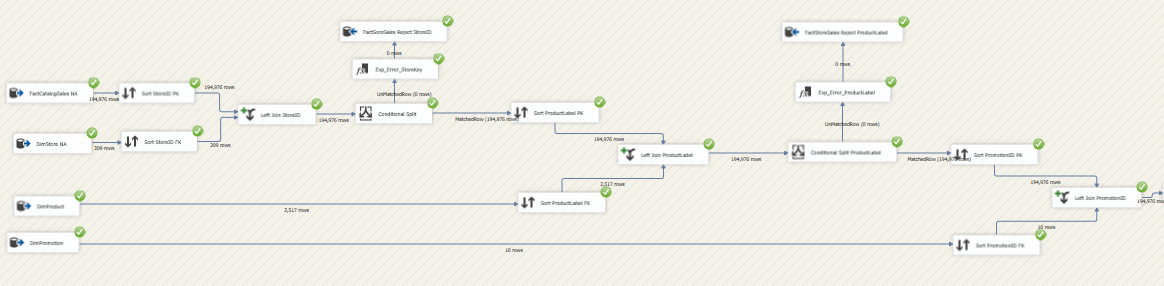 FactStoreSales Reject StoreID
FactStoreSales Reject ProductLabel
0 rows
0 rows
Exp_Error_StoreKey
Exp_Error_ProductLabel
UnMatchedRow (0 rows)
UnMatchedRow (0 rows)
FactCatalogSales NA
194,976 rows
Sort StoreID PK
194,976 rows
Left Join StoreID
194,976 rows
Conditional Split
MatchedRow (194,976 rows)
Sort ProductLabel PK
DimStore NA
209 rows
Sort StoreID FK
209 rows
194,976 rows
Left Join ProductLabel
194,976 rows
Conditional Split ProductLabel
MatchedRow (194,976 rows)
Sort PromotionID PK
194,976 rows
2,517 rows
Left Join PromotionID
194,976 rows
DimProduct
2,517 rows
Sort ProductLabel FK
10 rows
DimPromotion
10 rows
Sort PromotionID FK